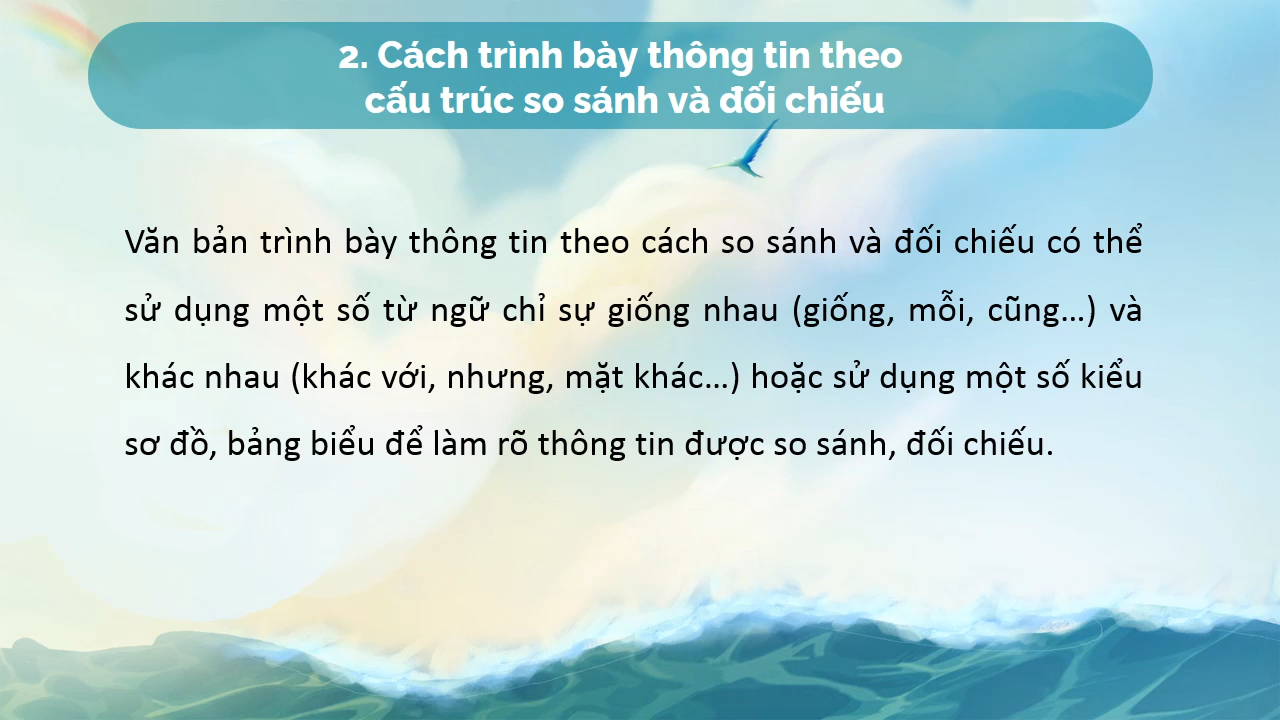 2. Cách trình bày thông tin theo
cấu trúc so sánh và đối chiếu
Văn bản trình bày thông tin theo cách so sánh và đối chiếu có thể
sử dụng một số từ ngữ chỉ sự giống nhau (giống, mỗi, cũng...) và
khác nhau (khác với, nhưng, mặt khác...) hoặc sử dụng một số kiểu
sơ đồ, bảng biểu để làm rõ thông tin được so sánh, đối chiếu.